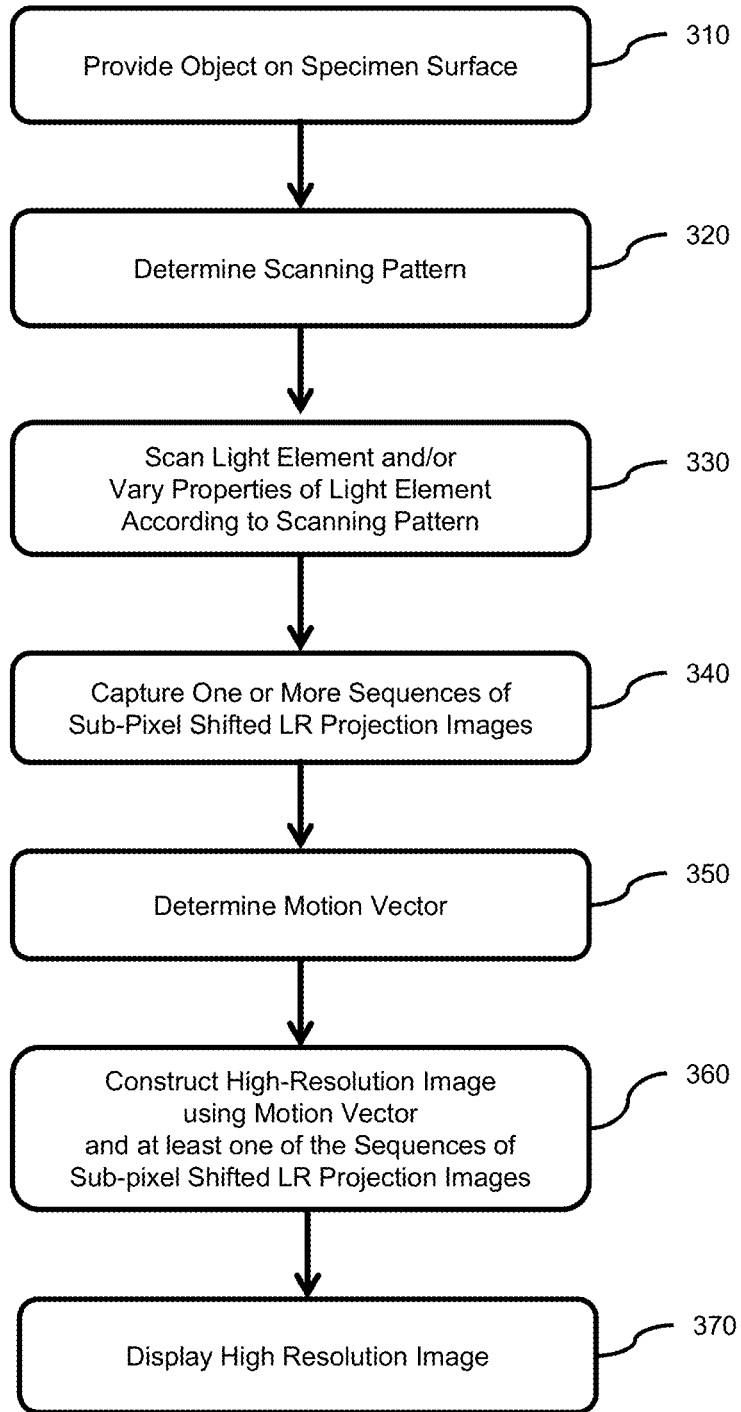 Provide Object on Specimen Surface
310
Determine Scanning Pattern
320
Scan Light Element and/or
Vary Properties of Light Element
According to Scanning Pattern
330
Capture One or More Sequences of
Sub-Pixel Shifted LR Projection Images
340
Determine Motion Vector
350
Construct High-Resolution Image
using Motion Vector
and at least one of the Sequences of
Sub-pixel Shifted LR Projection Images
360
Display High Resolution Image
370